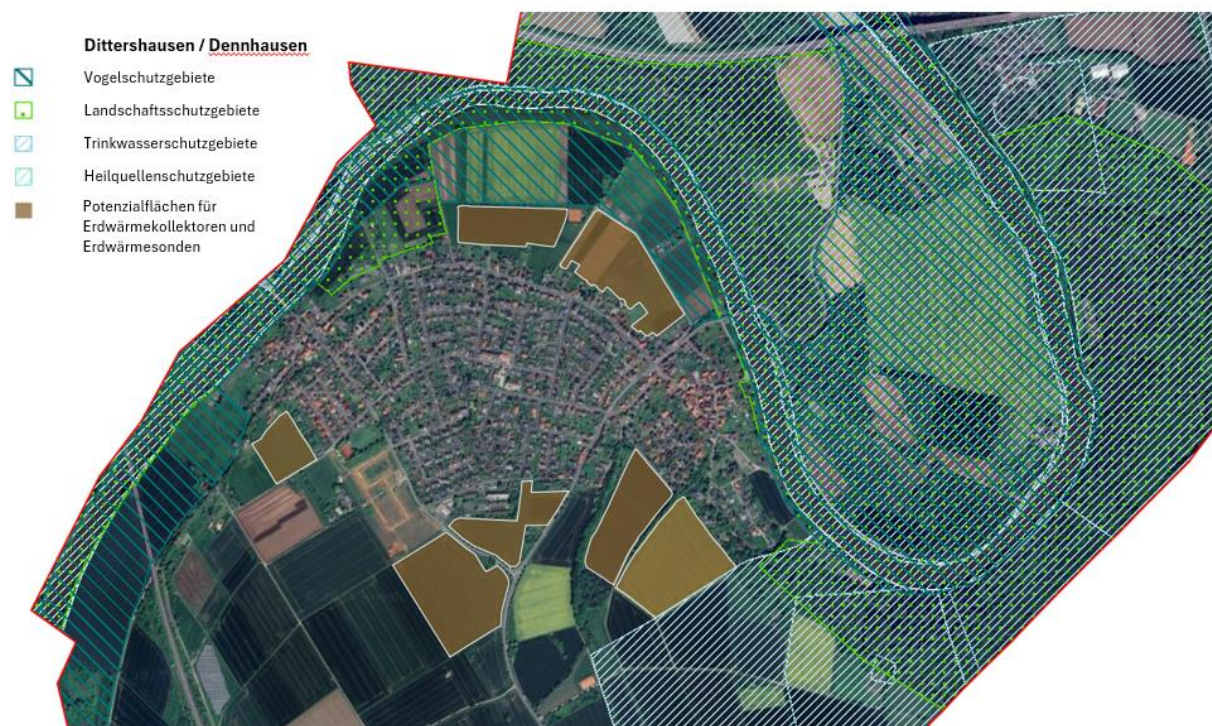 Dittershausen / Dennhausen
Vogelschutzgebiete
Landschaftsschutzgebiete
Trinkwasserschutzgebiete
Heilquellenschutzgebiete
Potenzialflächen für
Erdwärmekollektoren und
Erdwärmesonden